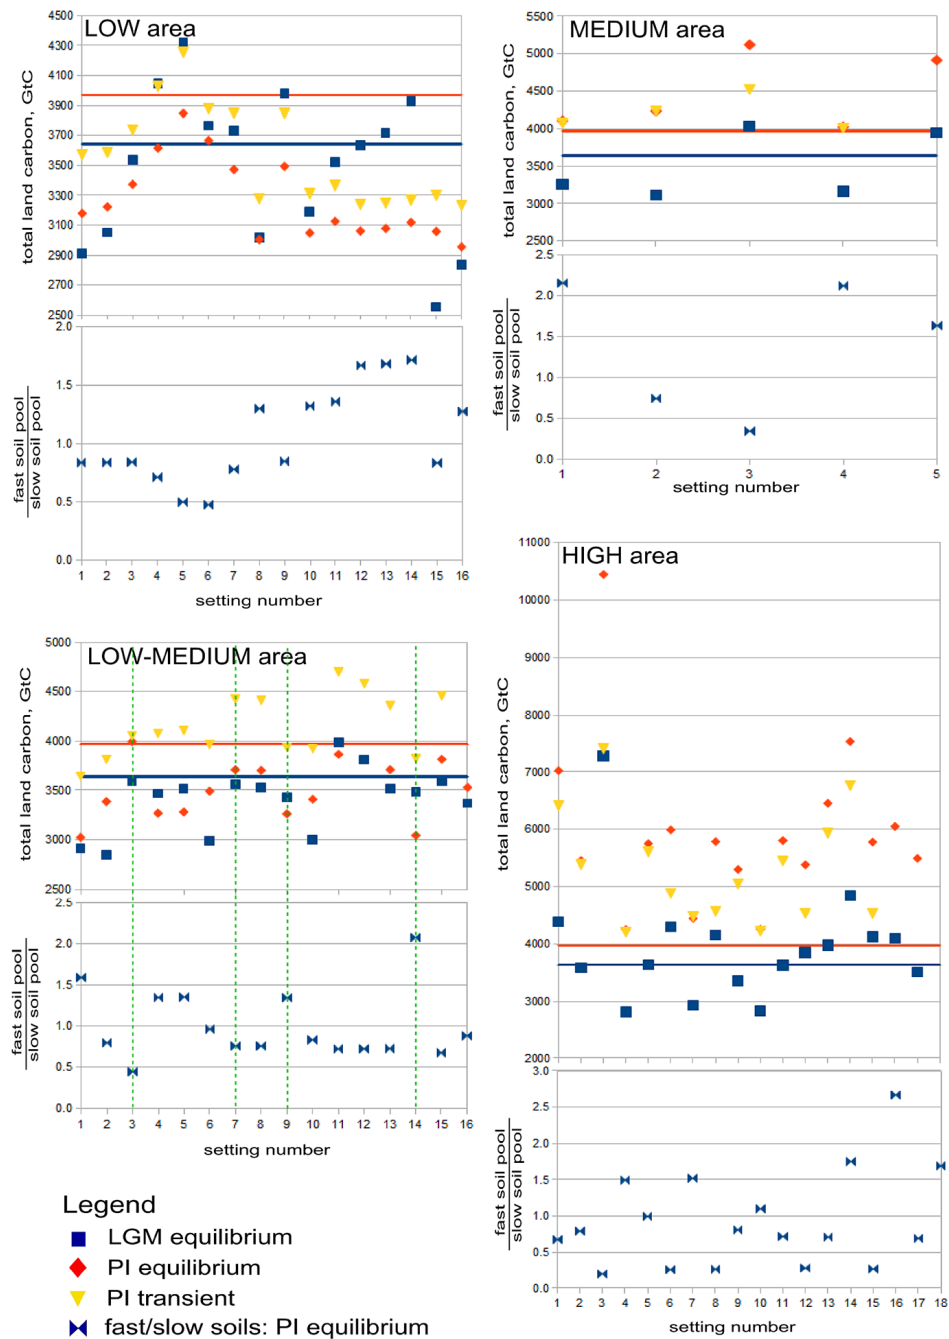 LOW area
total land carbon, GtC
4500
4300
4100
3900
3700
3500
3300
3100
2900
2700
2500
fast soil pool
slow soil pool
2.0
1.5
1.0
0.5
0.0
1 2 3 4 5 6 7 8 9 10 11 12 13 14 15 16
setting number
MEDIUM area
total land carbon, GtC
5500
5000
4500
4000
3500
3000
2500
fast soil pool
slow soil pool
2.5
2.0
1.5
1.0
0.5
0.0
1 2 3 4 5
setting number
LOW-MEDIUM area
total land carbon, GtC
5000
4500
4000
3500
3000
2500
fast soil pool
slow soil pool
2.5
2.0
1.5
1.0
0.5
0.0
1 2 3 4 5 6 7 8 9 10 11 12 13 14 15 16
setting number
HIGH area
total land carbon, GtC
11000
10000
9000
8000
7000
6000
5000
4000
3000
2000
fast soil pool
slow soil pool
3.0
2.5
2.0
1.5
1.0
0.5
0.0
1 2 3 4 5 6 7 8 9 10 11 12 13 14 15 16 17 18
setting number
Legend
LGM equilibrium
PI equilibrium
PI transient
fast/slow soils: PI equilibrium